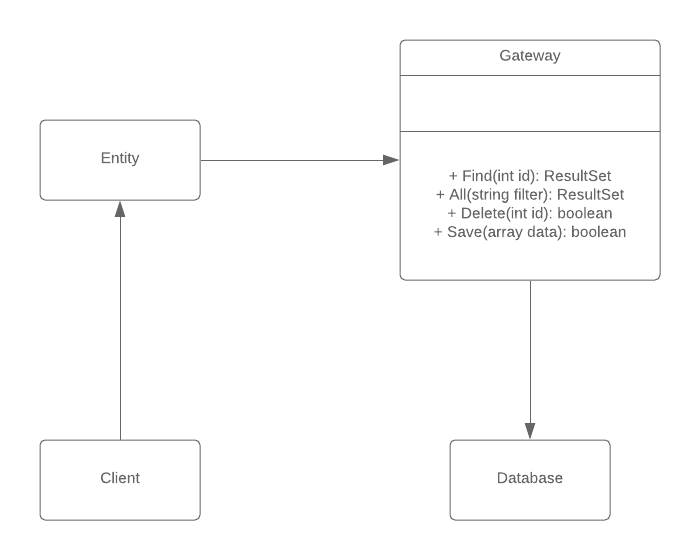 Gateway
Entity
+ Find(int id): ResultSet
+ All(string filter): ResultSet
+ Delete(int id): boolean
+ Save(array data): boolean
Client
Database